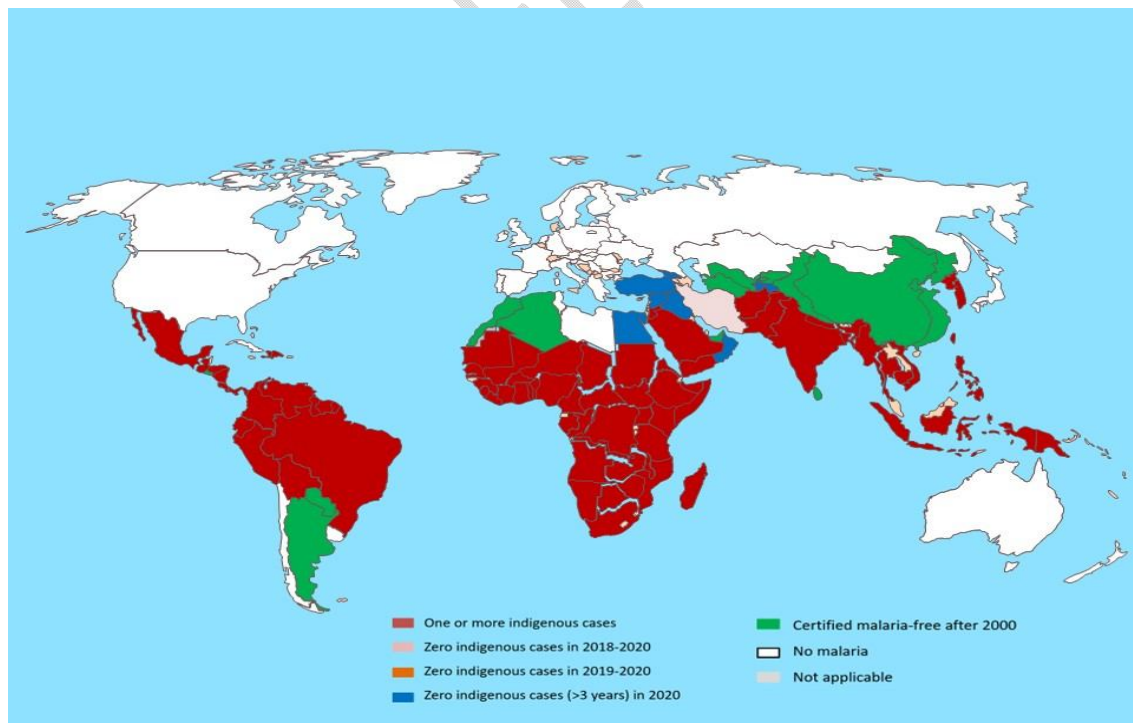 One or more indigenous cases
Zero indigenous cases in 2018-2020
Zero indigenous cases in 2019-2020
Zero indigenous cases (>3 years) in 2020
Certified malaria-free after 2000
No malaria
Not applicable